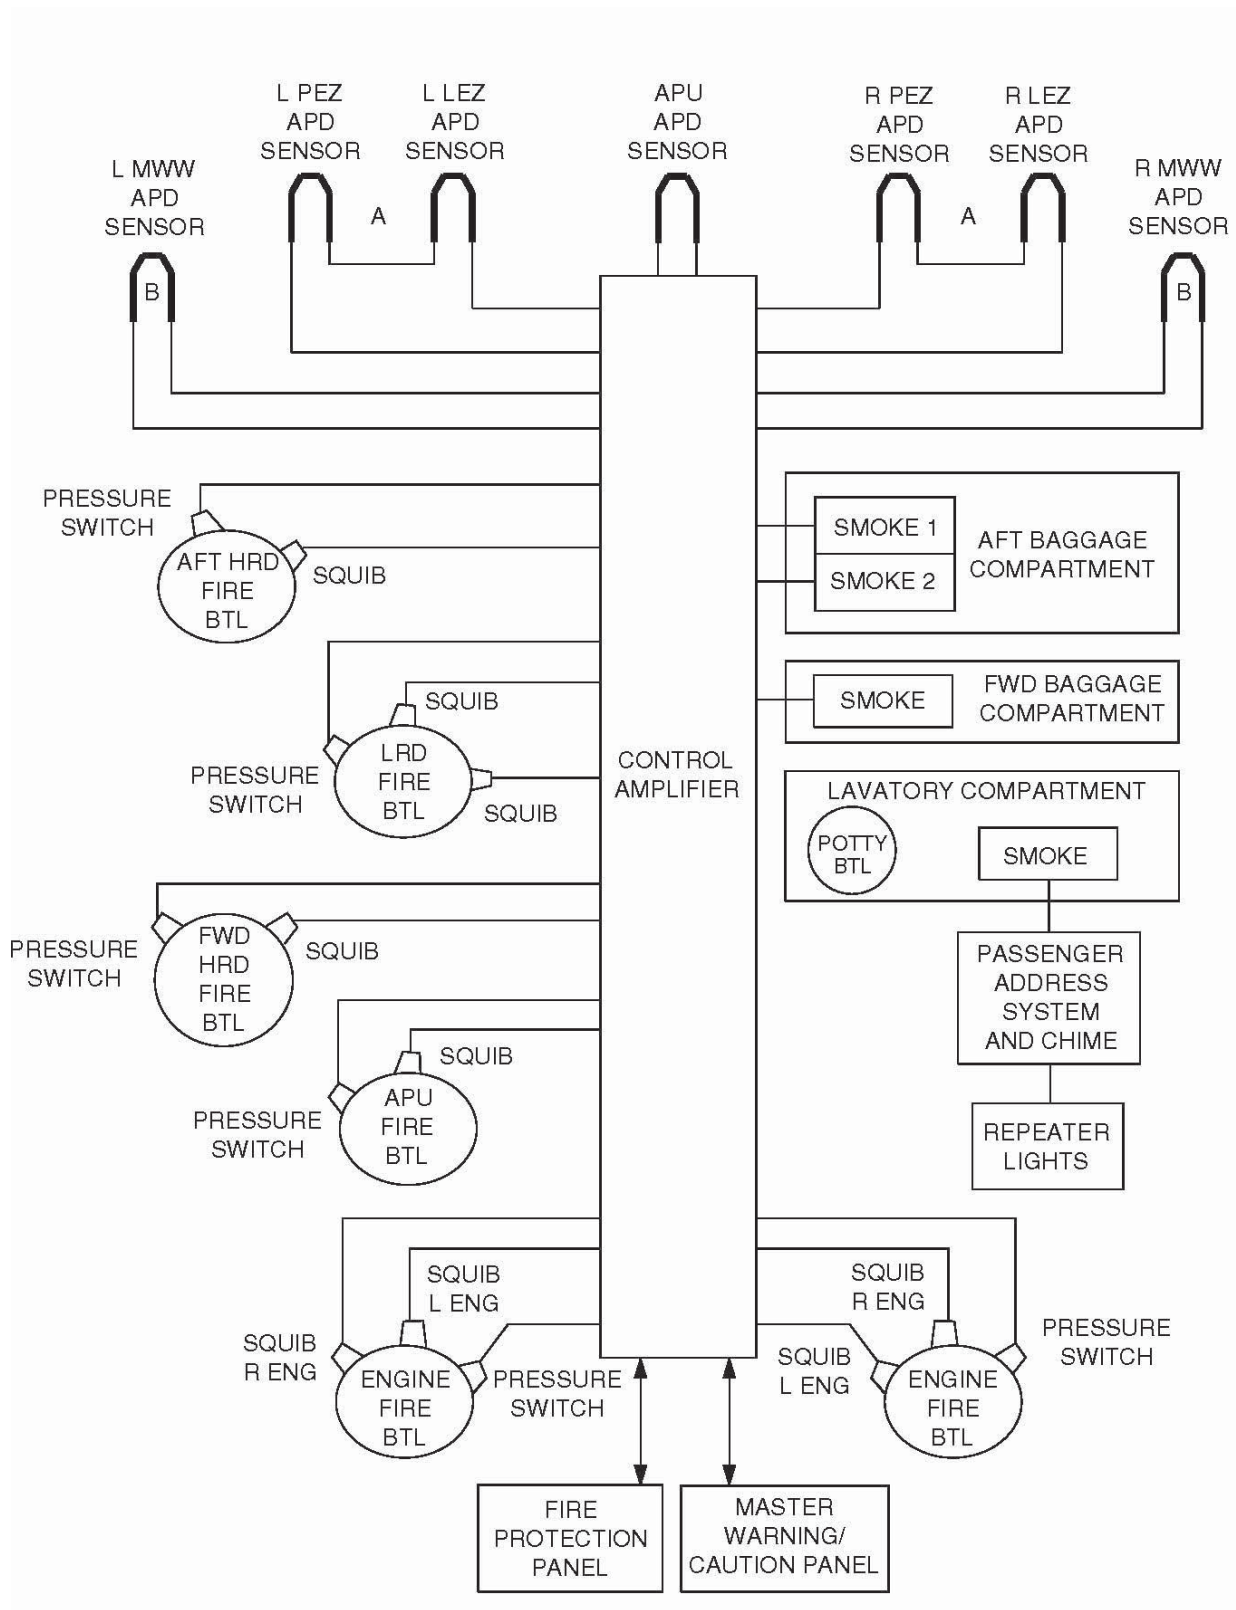 L PEZ
APD
SENSOR
L LEZ
APD
SENSOR
APU
APD
SENSOR
R PEZ
APD
SENSOR
R LEZ
APD
SENSOR
L MWW
APD
SENSOR
R MWW
APD
SENSOR
A
A
B
B
PRESSURE
SWITCH
AFT HRD
FIRE
BTL
SQUIB
SMOKE 1
SMOKE 2
AFT BAGGAGE
COMPARTMENT
SQUIB
PRESSURE
SWITCH
LRD
FIRE
BTL
SQUIB
CONTROL
AMPLIFIER
SMOKE
FWD BAGGAGE
COMPARTMENT
LAVATORY COMPARTMENT
POTTY
BTL
SMOKE
PRESSURE
SWITCH
FWD
HRD
FIRE
BTL
SQUIB
PASSENGER
ADDRESS
SYSTEM
AND CHIME
SQUIB
PRESSURE
SWITCH
APU
FIRE
BTL
REPEATER
LIGHTS
SQUIB
L ENG
SQUIB
R ENG
SQUIB
R ENG
ENGINE
FIRE
BTL
PRESSURE
SWITCH
SQUIB
L ENG
ENGINE
FIRE
BTL
PRESSURE
SWITCH
FIRE
PROTECTION
PANEL
MASTER
WARNING/
CAUTION PANEL